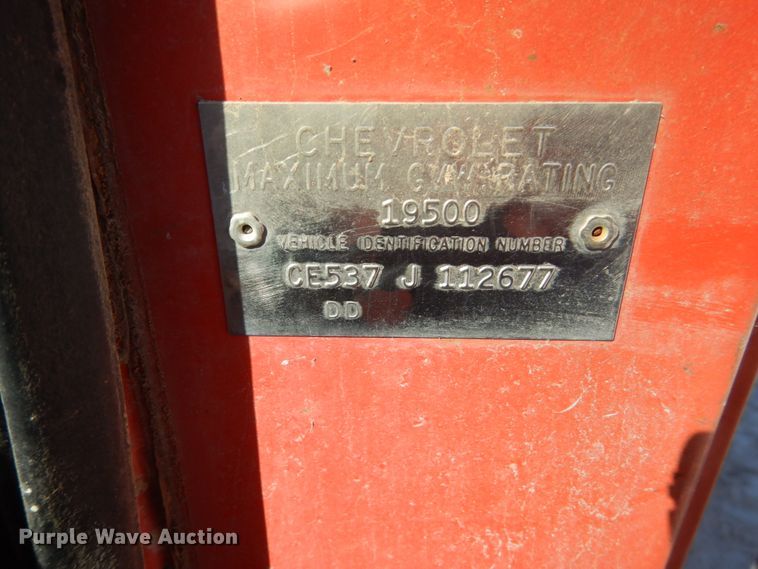 CHEVROLET
MAXIMUM GVW RATING
19500
VEHICLE IDENTIFICATION NUMBER
CE537 J 112677
DD
Purple Wave Auction